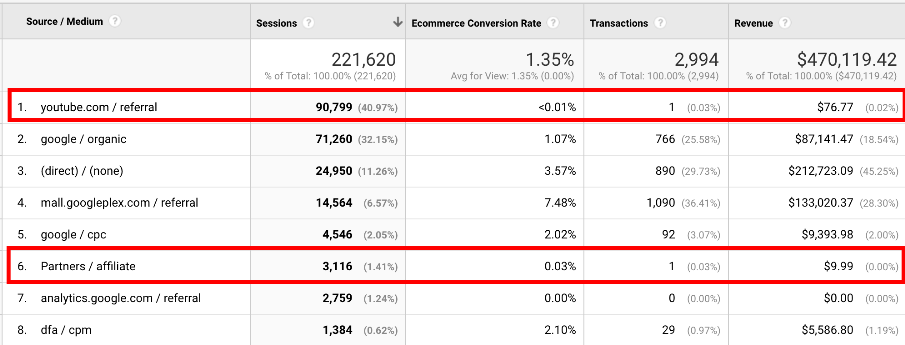 Source / Medium ? Sessions ? Ecommerce Conversion Rate ? Transactions ? Revenue ?
221,620 1.35% 2,994 $470,119.42
% of Total: 100.00% (221,620) Avg for View: 1.35% (0.00%) % of Total: 100.00% (2,994) % of Total: 100.00% ($470,119.42)
1. youtube.com / referral 90,799 (40.97%) <0.01% 1 (0.03%) $76.77 (0.02%)
2. google / organic 71,260 (32.15%) 1.07% 766 (25.58%) $87,141.47 (18.54%)
3. (direct) / (none) 24,950 (11.26%) 3.57% 890 (29.73%) $212,723.09 (45.25%)
4. mall.googleplex.com / referral 14,564 (6.57%) 7.48% 1,090 (36.41%) $133,020.37 (28.30%)
5. google / cpc 4,546 (2.05%) 2.02% 92 (3.07%) $9,393.98 (2.00%)
6. Partners / affiliate 3,116 (1.41%) 0.03% 1 (0.03%) $9.99 (0.00%)
7. analytics.google.com / referral 2,759 (1.24%) 0.00% 0 (0.00%) $0.00 (0.00%)
8. dfa / cpm 1,384 (0.62%) 2.10% 29 (0.97%) $5,586.80 (1.19%)